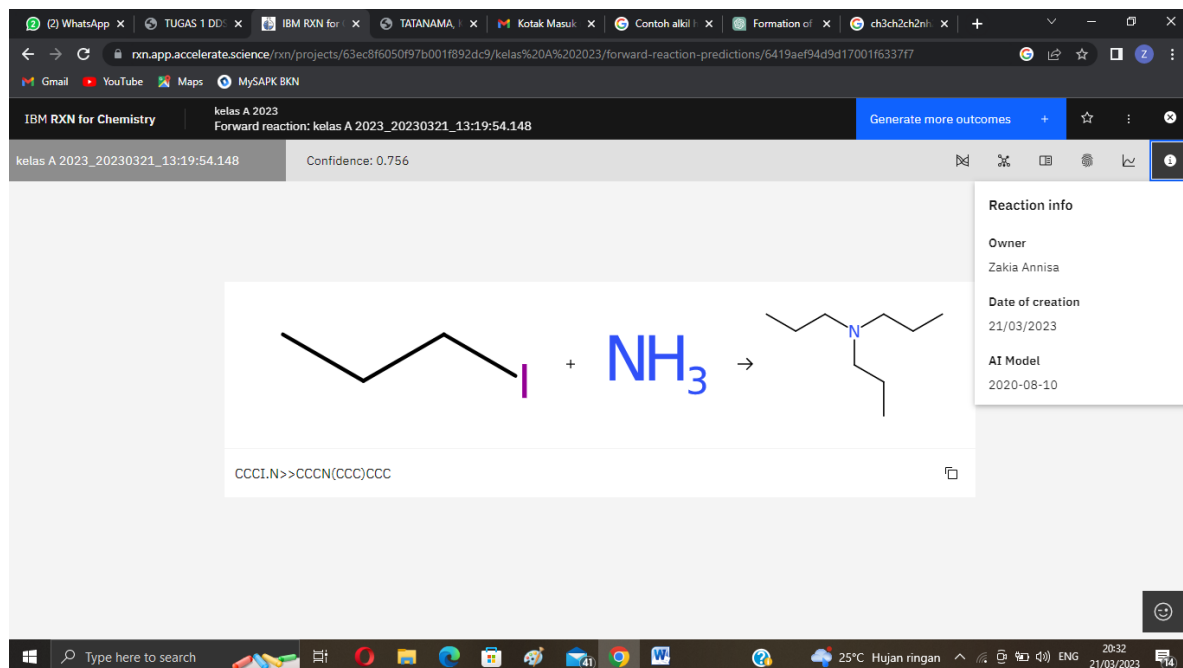 (2) WhatsApp
TUGAS 1 DDS
IBM RXN for C
TATANAMA, I
Kotak Masuk
Contoh alkil H
Formation of
ch3ch2ch2nh
rxn.app.accelerate.science/rxn/projects/63ec8f6050f97b001f892dc9/kelas%20A%202023/forward-reaction-predictions/6419aef94d9d17001f6337f7
Z
Gmail
YouTube
Maps
MySAPK BKN
IBM RXN for Chemistry
kelas A 2023
Forward reaction: kelas A 2023_20230321_13:19:54.148
Generate more outcomes +
kelas A 2023_20230321_13:19:54.148
Confidence: 0.756
Reaction info
Owner
Zakia Annisa
Date of creation
21/03/2023
AI Model
2020-08-10
I + NH3 → N
CCCI.N>>CCCN(CCC)CCC
Type here to search
41
25°C Hujan ringan
ENG
20:32
21/03/2023
14